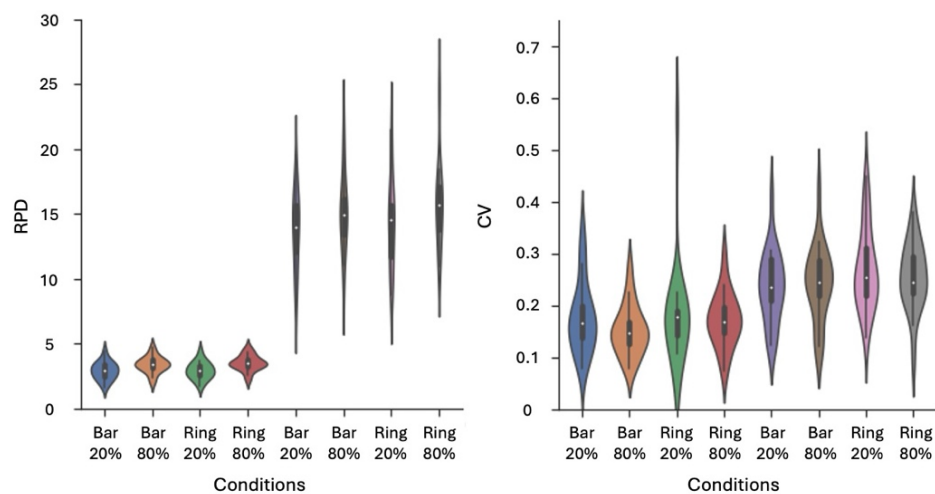 30
25
20
15
10
5
0
RPD
Bar Bar Ring Ring Bar Bar Ring Ring
20% 80% 20% 80% 20% 80% 20% 80%
Conditions
0.7
0.6
0.5
0.4
0.3
0.2
0.1
0
CV
Bar Bar Ring Ring Bar Bar Ring Ring
20% 80% 20% 80% 20% 80% 20% 80%
Conditions